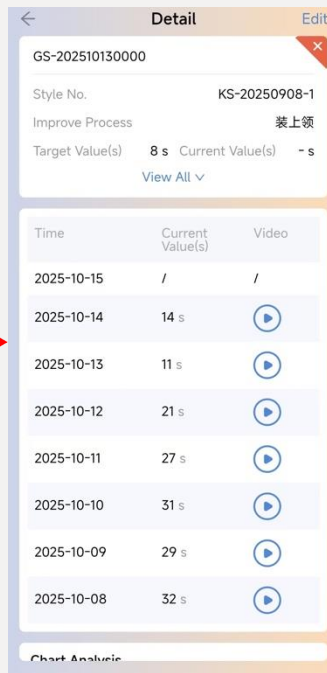 Detail Edit
GS-202510130000
Style No. KS-20250908-1
Improve Process 装上领
Target Value(s) 8 s Current Value(s) - s
View All
Time Current Value(s) Video
2025-10-15 / /
2025-10-14 14 s
2025-10-13 11 s
2025-10-12 21 s
2025-10-11 27 s
2025-10-10 31 s
2025-10-09 29 s
2025-10-08 32 s
Chart Analysis